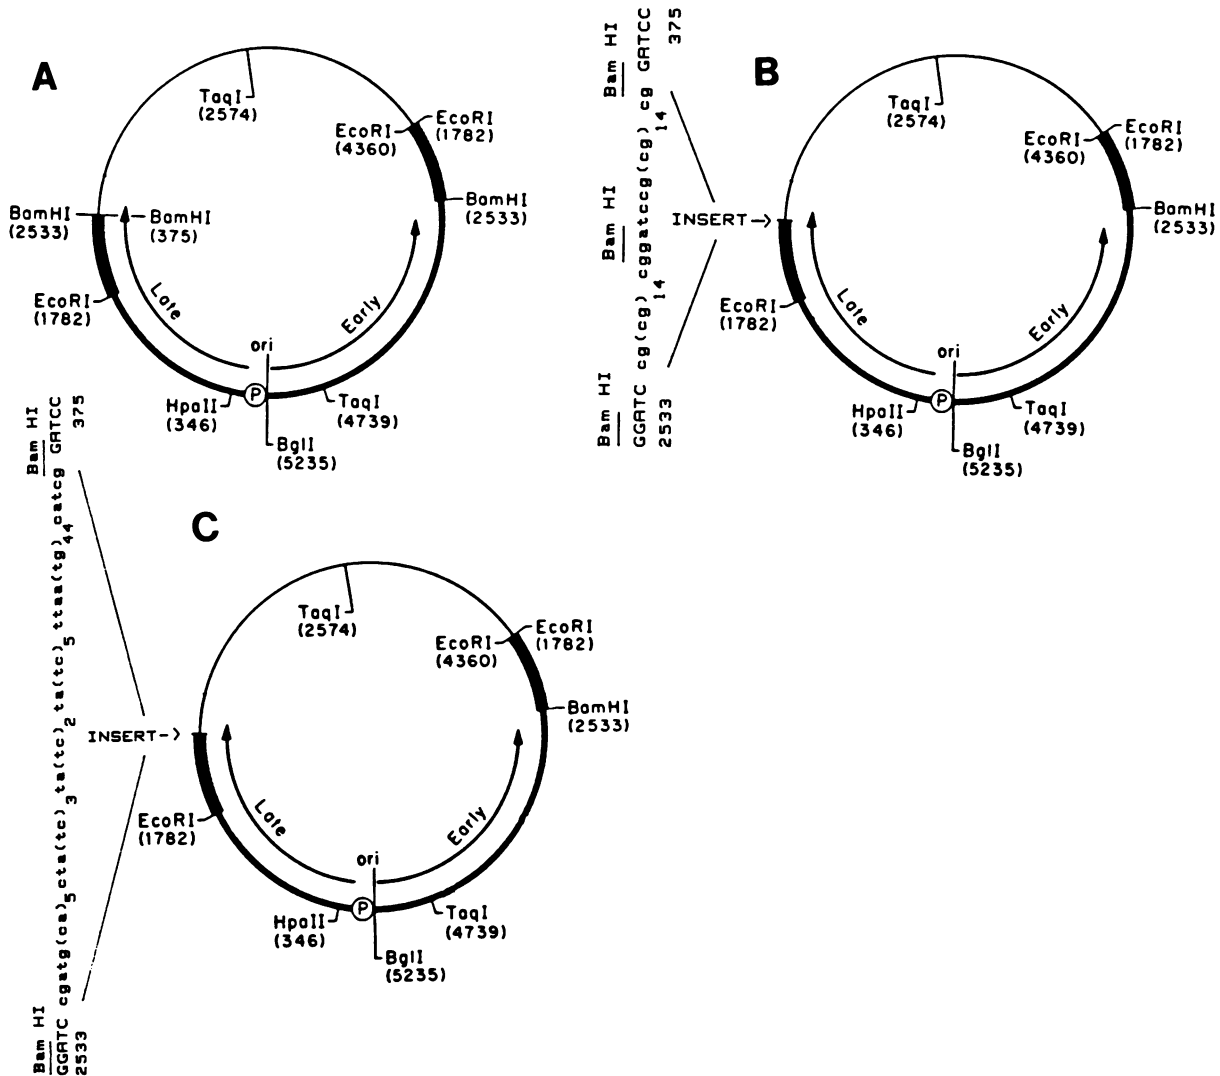 A
TaqI
(2574)
EcoRI
(4360)
EcoRI
(1782)
BamHI
(2533)
BamHI
(2533)
BamHI
(375)
EcoRI
(1782)
Late
Early
ori
P
HpaII
(346)
TaqI
(4739)
BglI
(5235)
B
Bam HI Bam HI Bam HI
GGATC cg(cg)14 cggatccg(cg)14 cg GATCC
2533 375
INSERT->
TaqI
(2574)
EcoRI
(4360)
EcoRI
(1782)
BamHI
(2533)
EcoRI
(1782)
Late
Early
ori
P
HpaII
(346)
TaqI
(4739)
BglI
(5235)
C
Bam HI Bam HI
GGATC cgatg(ca)5cta(tc)3ta(tc)2ta(tc)5ttaa(tg)44catcg GATCC
2533 375
INSERT->
TaqI
(2574)
EcoRI
(4360)
EcoRI
(1782)
BamHI
(2533)
EcoRI
(1782)
Late
Early
ori
P
HpaII
(346)
TaqI
(4739)
BglI
(5235)